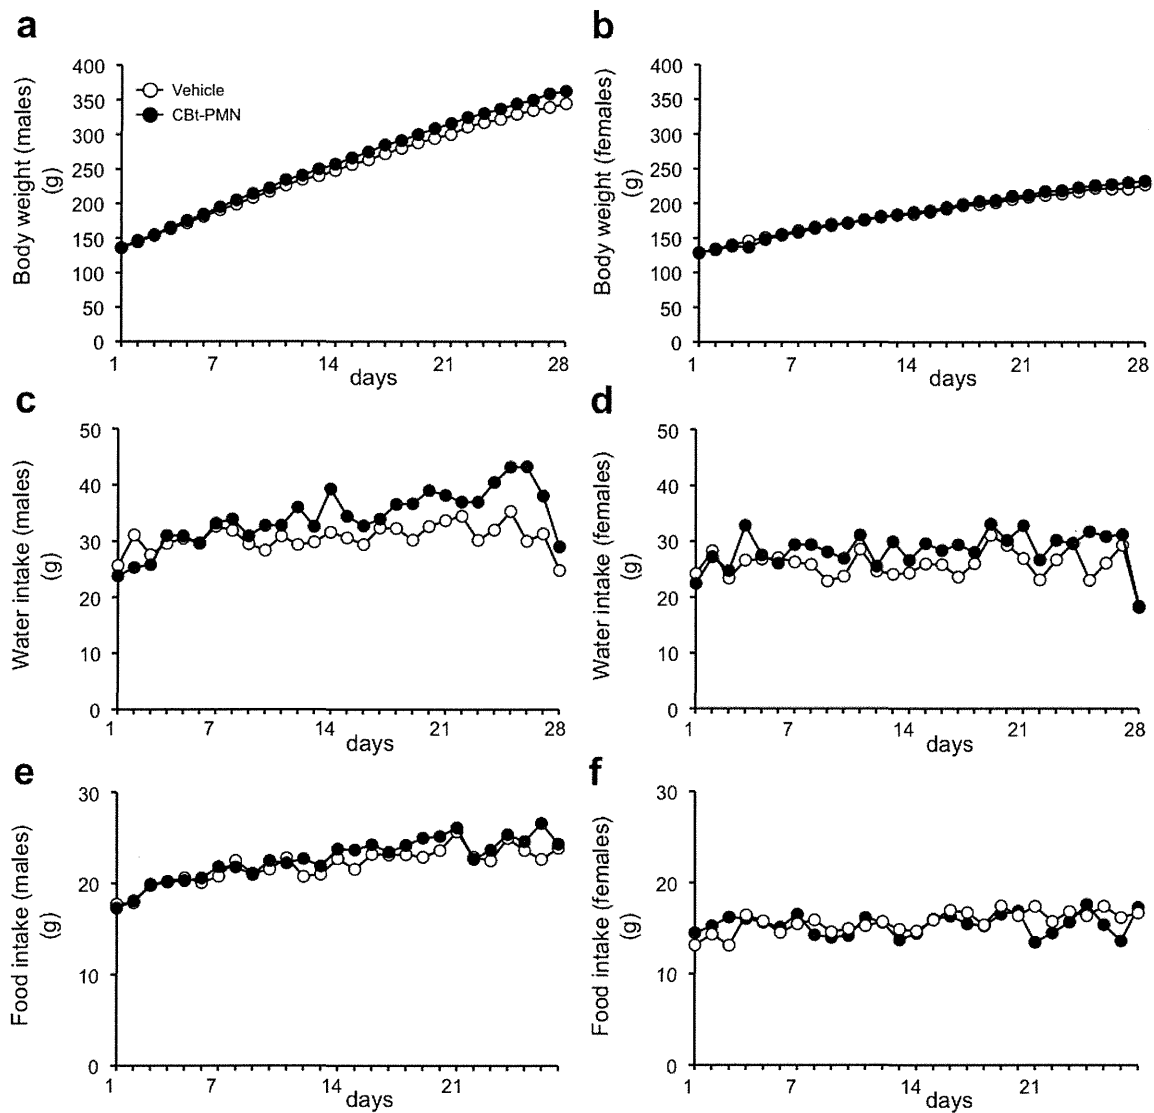 a
Body weight (males)
(g)
400
350
300
250
200
150
100
50
0
Vehicle
CBt-PMN
1 7 14 21 28
days
b
Body weight (females)
(g)
400
350
300
250
200
150
100
50
0
1 7 14 21 28
days
c
Water intake (males)
(g)
50
40
30
20
10
0
1 7 14 21 28
days
d
Water intake (females)
(g)
50
40
30
20
10
0
1 7 14 21 28
days
e
Food intake (males)
(g)
30
20
10
0
1 7 14 21
days
f
Food intake (females)
(g)
30
20
10
0
1 7 14 21 28
days